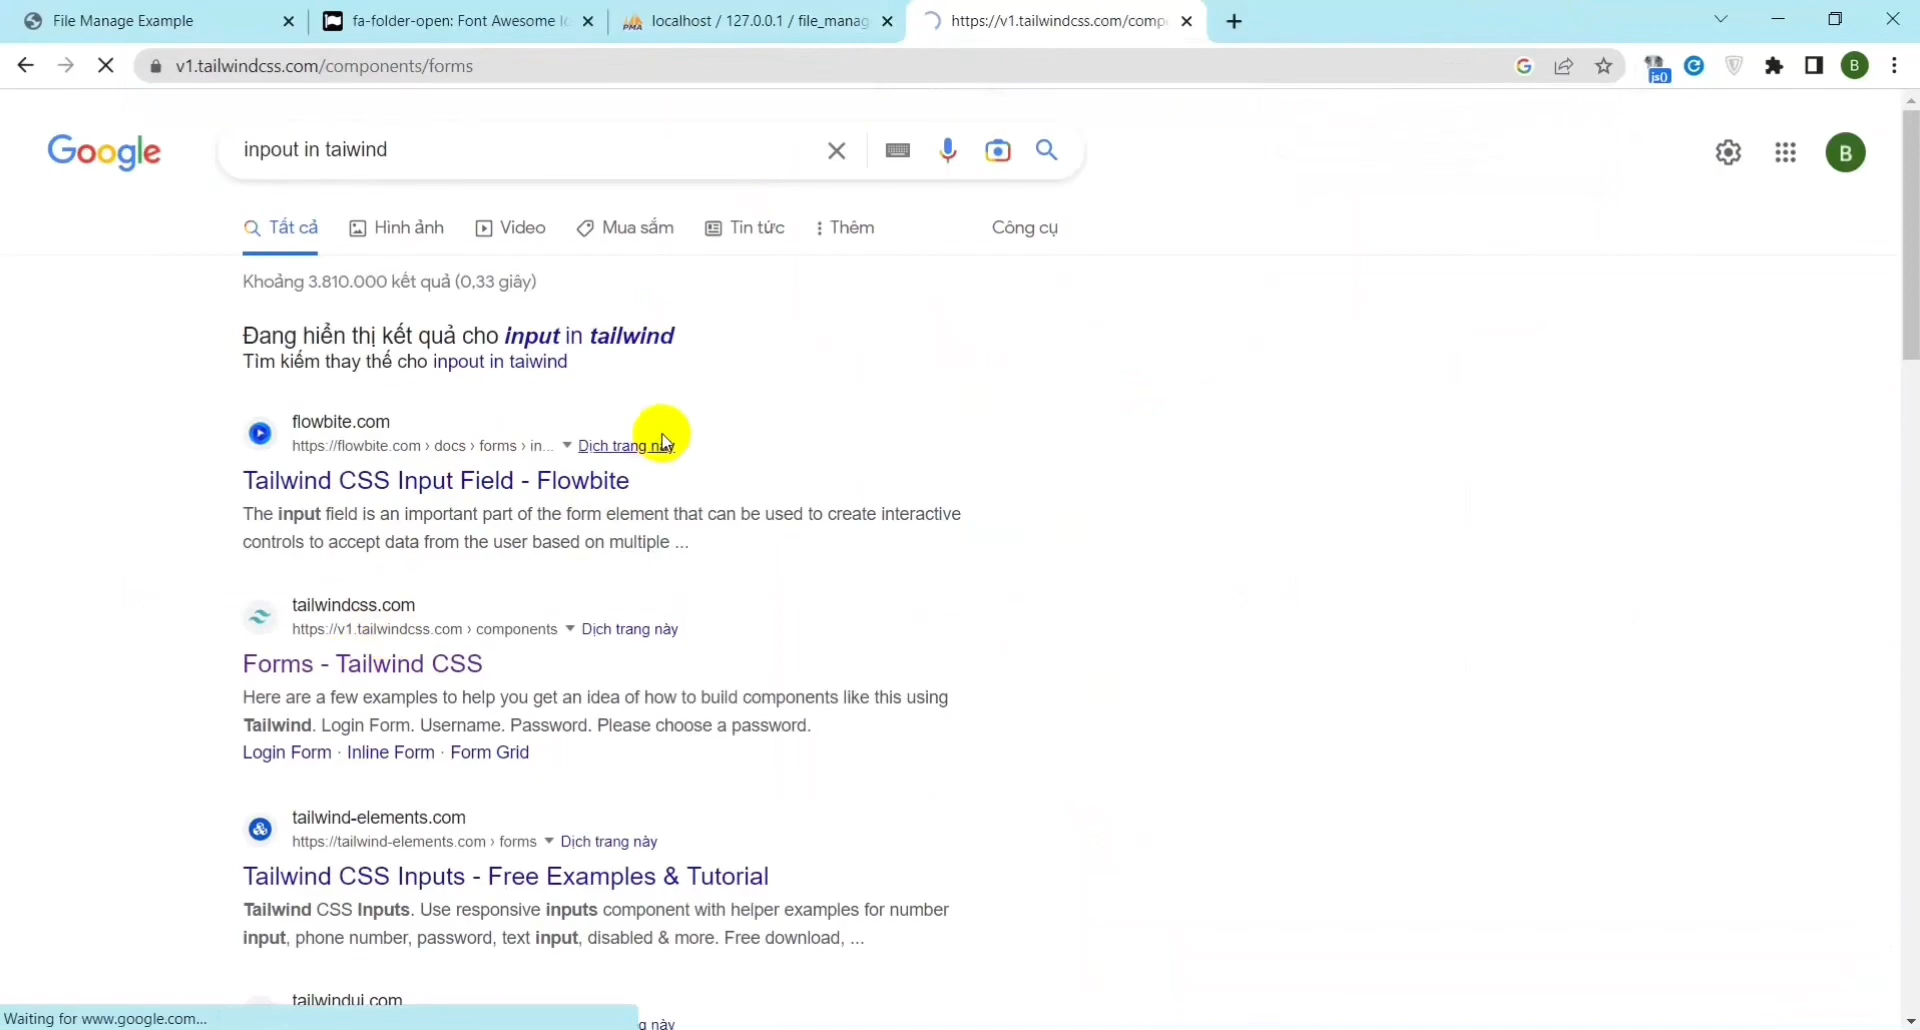 File Manage Example
fa-folder-open: Font Awesome Ic
localhost / 127.0.0.1 / file_manag
https://v1.tailwindcss.com/comp
v1.tailwindcss.com/components/forms
js()
B
Google
inpout in taiwind
B
Tất cả
Hình ảnh
Video
Mua sắm
Tin tức
Thêm
Công cụ
Khoảng 3.810.000 kết quả (0,33 giây)
Đang hiển thị kết quả cho input in tailwind
Tìm kiếm thay thế cho inpout in taiwind
flowbite.com
https://flowbite.com › docs › forms › in... Dịch trang này
Tailwind CSS Input Field - Flowbite
The input field is an important part of the form element that can be used to create interactive
controls to accept data from the user based on multiple ...
tailwindcss.com
https://v1.tailwindcss.com › components Dịch trang này
Forms - Tailwind CSS
Here are a few examples to help you get an idea of how to build components like this using
Tailwind. Login Form. Username. Password. Please choose a password.
Login Form · Inline Form · Form Grid
tailwind-elements.com
https://tailwind-elements.com › forms Dịch trang này
Tailwind CSS Inputs - Free Examples & Tutorial
Tailwind CSS Inputs. Use responsive inputs component with helper examples for number
input, phone number, password, text input, disabled & more. Free download, ...
tailwindui.com
Waiting for www.google.com...
g này